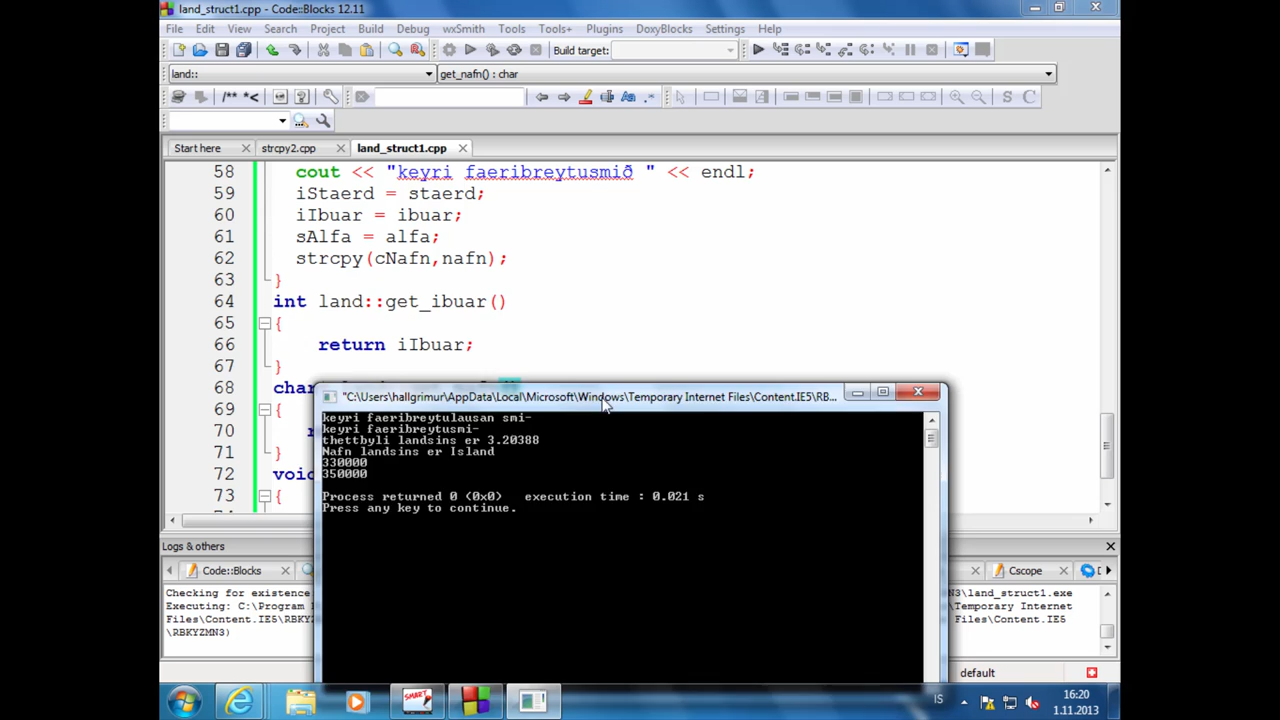 land_struct1.cpp - Code::Blocks 12.11
File Edit View Search Project Build Debug wxSmith Tools Tools+ Plugins DoxyBlocks Settings Help
Build target:
land:: get_nafn() : char
/** *< Aa .* S C
Start here strcpy2.cpp land_struct1.cpp
58 cout << "keyri faeribreytusmið " << endl;
59 iStaerd = staerd;
60 iIbuar = ibuar;
61 sAlfa = alfa;
62 strcpy(cNafn,nafn);
63 }
64 int land::get_ibuar()
65 {
66 return iIbuar;
67 }
68 char
69 {
70
71 }
72 void
73 {
"C:\Users\hallgrimur\AppData\Local\Microsoft\Windows\Temporary Internet Files\Content.IE5\RB...
keyri faeribreytulausan smi-
keyri faeribreytusmi-
thettbyli landsins er 3.20388
Nafn landsins er Island
330000
350000
Process returned 0 (0x0) execution time : 0.021 s
Press any key to continue.
Logs & others
Code::Blocks Cscope
Checking for existence N3\land_struct1.exe
Executing: C:\Program Temporary Internet
Files\Content.IE5\RBKYZ Files\Content.IE5
\RBKYZMN3)
default
SMART IS 16:20
1.11.2013